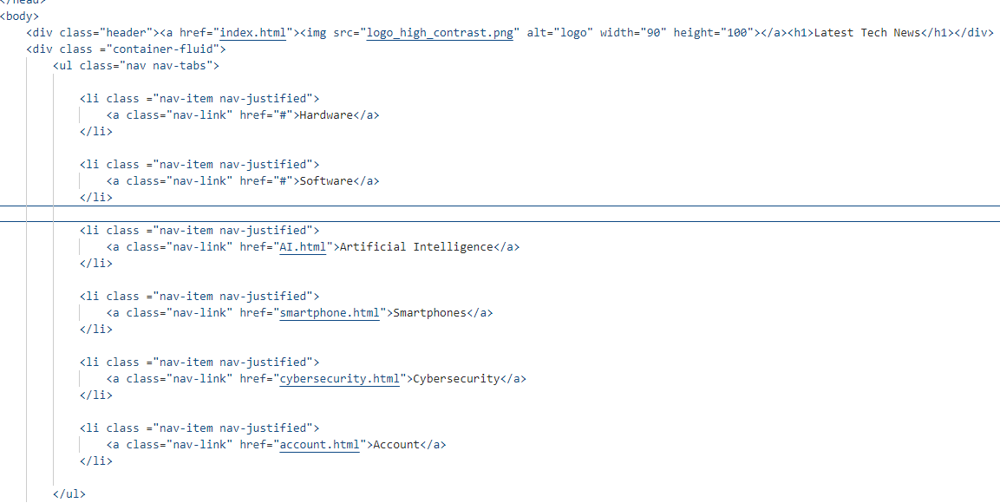 </head>
<body>
<div class="header"><a href="index.html"><img src="logo_high_contrast.png" alt="logo" width="90" height="100"></a><h1>Latest Tech News</h1></div>
<div class ="container-fluid">
<ul class="nav nav-tabs">
<li class ="nav-item nav-justified">
<a class="nav-link" href="#">Hardware</a>
</li>
<li class ="nav-item nav-justified">
<a class="nav-link" href="#">Software</a>
</li>
<li class ="nav-item nav-justified">
<a class="nav-link" href="AI.html">Artificial Intelligence</a>
</li>
<li class ="nav-item nav-justified">
<a class="nav-link" href="smartphone.html">Smartphones</a>
</li>
<li class ="nav-item nav-justified">
<a class="nav-link" href="cybersecurity.html">Cybersecurity</a>
</li>
<li class ="nav-item nav-justified">
<a class="nav-link" href="account.html">Account</a>
</li>
</ul>